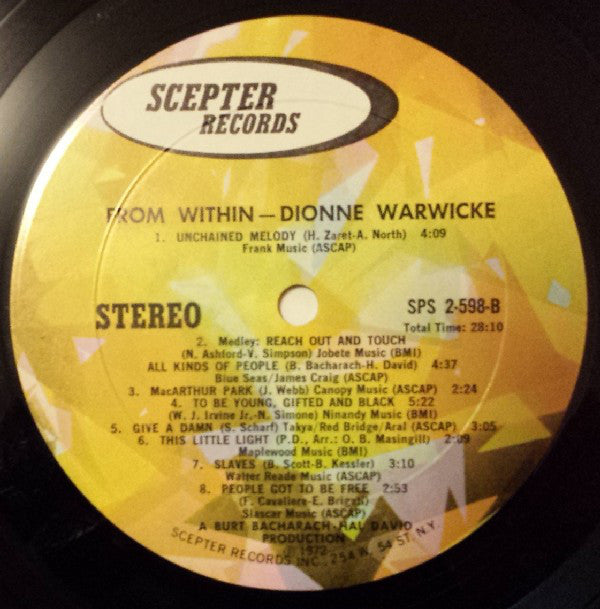 SCEPTER
RECORDS
FROM WITHIN — DIONNE WARWICKE
1. UNCHAINED MELODY (H. Zaret-A. North) 4:09
Frank Music (ASCAP)
STEREO
SPS 2-598-B
Total Time: 28:10
2. Medley: REACH OUT AND TOUCH
(N. Ashford-V. Simpson) Jobete Music (BMI)
ALL KINDS OF PEOPLE (B. Bacharach-H. David) 4:37
Blue Seas/James Craig (ASCAP)
3. MacARTHUR PARK (J. Webb) Canopy Music (ASCAP) 2:24
4. TO BE YOUNG, GIFTED AND BLACK 5:22
(W. J. Irvine Jr.-N. Simone) Ninandy Music (BMI)
5. GIVE A DAMN (S. Scharf) Takya/Red Bridge/Aral (ASCAP) 3:05
6. THIS LITTLE LIGHT (P.D., Arr.: O. B. Masingill) 2:09
Maplewood Music (BMI)
7. SLAVES (B. Scott-B. Kessler) 3:10
Walter Reade Music (ASCAP)
8. PEOPLE GOT TO BE FREE 2:53
(F. Cavaliere-E. Brigati)
Slascar Music (ASCAP)
A BURT BACHARACH-HAL DAVID
PRODUCTION
1972
SCEPTER RECORDS INC., 254 W. 54 ST. N.Y.